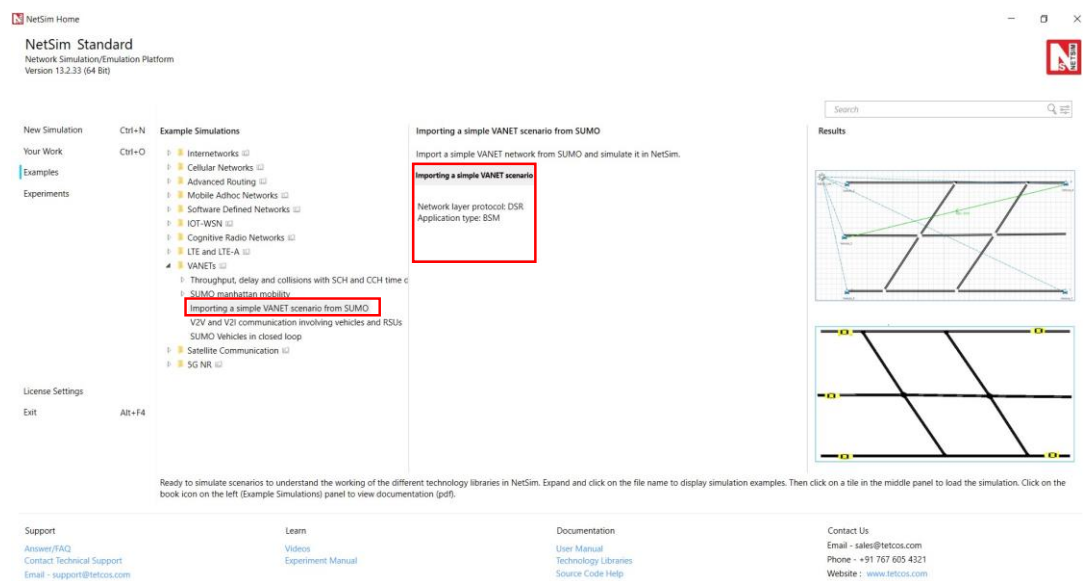 NetSim Home
NetSim Standard
Network Simulation/Emulation Platform
Version 13.2.33 (64 Bit)
NETSIM
Search
New Simulation Ctrl+N
Your Work Ctrl+O
Examples
Experiments
License Settings
Exit Alt+F4
Example Simulations
Internetworks
Cellular Networks
Advanced Routing
Mobile Adhoc Networks
Software Defined Networks
IOT-WSN
Cognitive Radio Networks
LTE and LTE-A
VANETs
Throughput, delay and collisions with SCH and CCH time d
SUMO manhattan mobility
Importing a simple VANET scenario from SUMO
V2V and V2I communication involving vehicles and RSUs
SUMO Vehicles in closed loop
Satellite Communication
5G NR
Importing a simple VANET scenario from SUMO
Import a simple VANET network from SUMO and simulate it in NetSim.
Importing a simple VANET scenario
Network layer protocol: DSR
Application type: BSM
Results
Ready to simulate scenarios to understand the working of the different technology libraries in NetSim. Expand and click on the file name to display simulation examples. Then click on a tile in the middle panel to load the simulation. Click on the
book icon on the left (Example Simulations) panel to view documentation (pdf).
Support
Answer/FAQ
Contact Technical Support
Email - support@tetcos.com
Learn
Videos
Experiment Manual
Documentation
User Manual
Technology Libraries
Source Code Help
Contact Us
Email - sales@tetcos.com
Phone - +91 767 605 4321
Website : www.tetcos.com